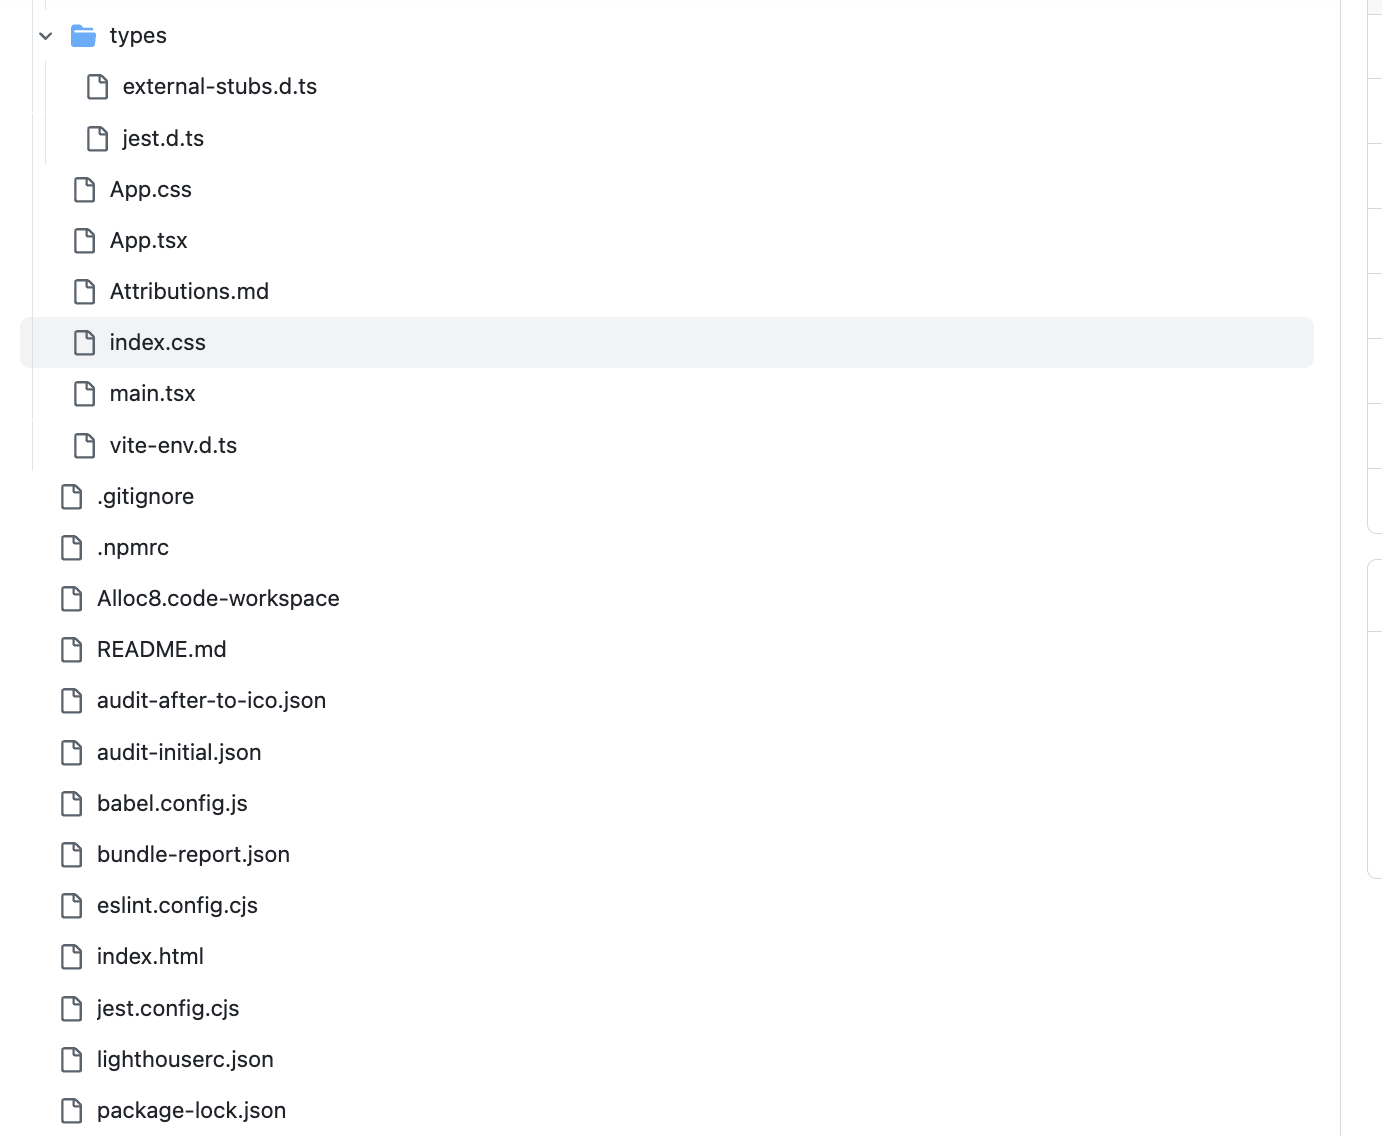 types
external-stubs.d.ts
jest.d.ts
App.css
App.tsx
Attributions.md
index.css
main.tsx
vite-env.d.ts
.gitignore
.npmrc
Alloc8.code-workspace
README.md
audit-after-to-ico.json
audit-initial.json
babel.config.js
bundle-report.json
eslint.config.cjs
index.html
jest.config.cjs
lighthouserc.json
package-lock.json